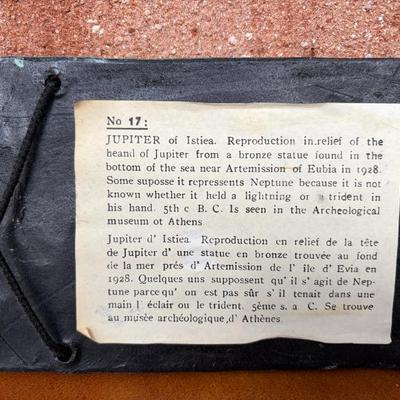 No 17:
JUPITER of Istiea. Reproduction in relief of the
heand of Jupiter from a bronze statue found in the
bottom of the sea near Artemission of Eubia in 1928.
Some suposse it repressents Neptune because it is not
known whether it held a lightning or a trident in
his hand. 5th c B. C. Is seen in the Archeological
museum ot Athens
Jupiter d' Istiea. Reproduction en relief de la tête
de Jupiter d' une statue en bronze trouvée au fond
de la mer prés d' Artemission de l' île d' Evia en
1928. Quelques uns suppossent qu' il s' agit de Nep-
tune parce qu' on est pas sûr s' il tenait dans une
main l' éclair ou le trident. 5ème s. a C. Se trouve
au musèe archéologique, d' Athènes.